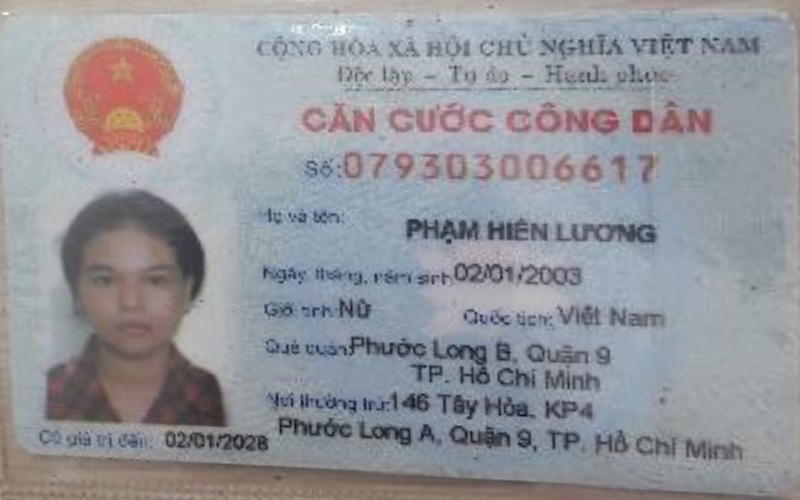 CỘNG HÒA XÃ HỘI CHỦ NGHĨA VIỆT NAM
Độc lập – Tự do – Hạnh phúc
CĂN CƯỚC CÔNG DÂN
Số: 079303006617
Họ và tên: PHẠM HIÊN LƯƠNG
Ngày, tháng, năm sinh: 02/01/2003
Giới tính: Nữ Quốc tịch: Việt Nam
Quê quán: Phước Long B, Quận 9
TP. Hồ Chí Minh
Nơi thường trú: 146 Tây Hòa, KP4
Phước Long A, Quận 9, TP. Hồ Chí Minh
Có giá trị đến: 02/01/2028